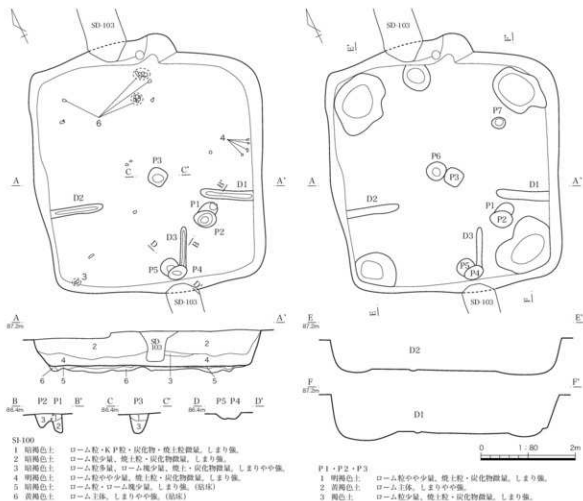 SD-103
6
4
P3
C
C'
A
A'
D2
D1
B'
P1
P2
D
D3
B
P5
P4
D'
3
SD-103
E'
F'
P7
P6
P3
A
A'
D2
D1
P1
P2
D3
P5
P4
SD-103
E
F
A
87.2m
A'
2
SD
103
2
4
4
6
5
3
5
6
B
86.4m
P2 P1
B'
3
2
C
86.4m
P3
C'
3
D
86.4m
P5 P4
D'
E
87.2m
E'
D2
F
87.2m
F'
D1
0
1:80
2m
SI-100
1 暗褐色土 ローム粒・KP粒・炭化物・焼土粒微量。しまり強。
2 暗褐色土 ローム粒少量、焼土粒・炭化物微量。しまり強。
3 暗褐色土 ローム粒多量、ローム塊少量、焼土・炭化物微量。しまりやや強。
4 明褐色土 ローム粒やや少量、焼土粒・炭化物微量。しまり強。
5 暗褐色土 ローム粒・ローム塊少量。しまり強。(貼床)
6 黄褐色土 ローム主体。しまりやや強。(貼床)
P1・P2・P3
1 明褐色土 ローム粒やや少量、焼土粒・炭化物微量。しまり強。
2 黄褐色土 ローム主体。しまりやや強。
3 褐色土 ローム粒少量、焼土粒・炭化物微量。しまり強。